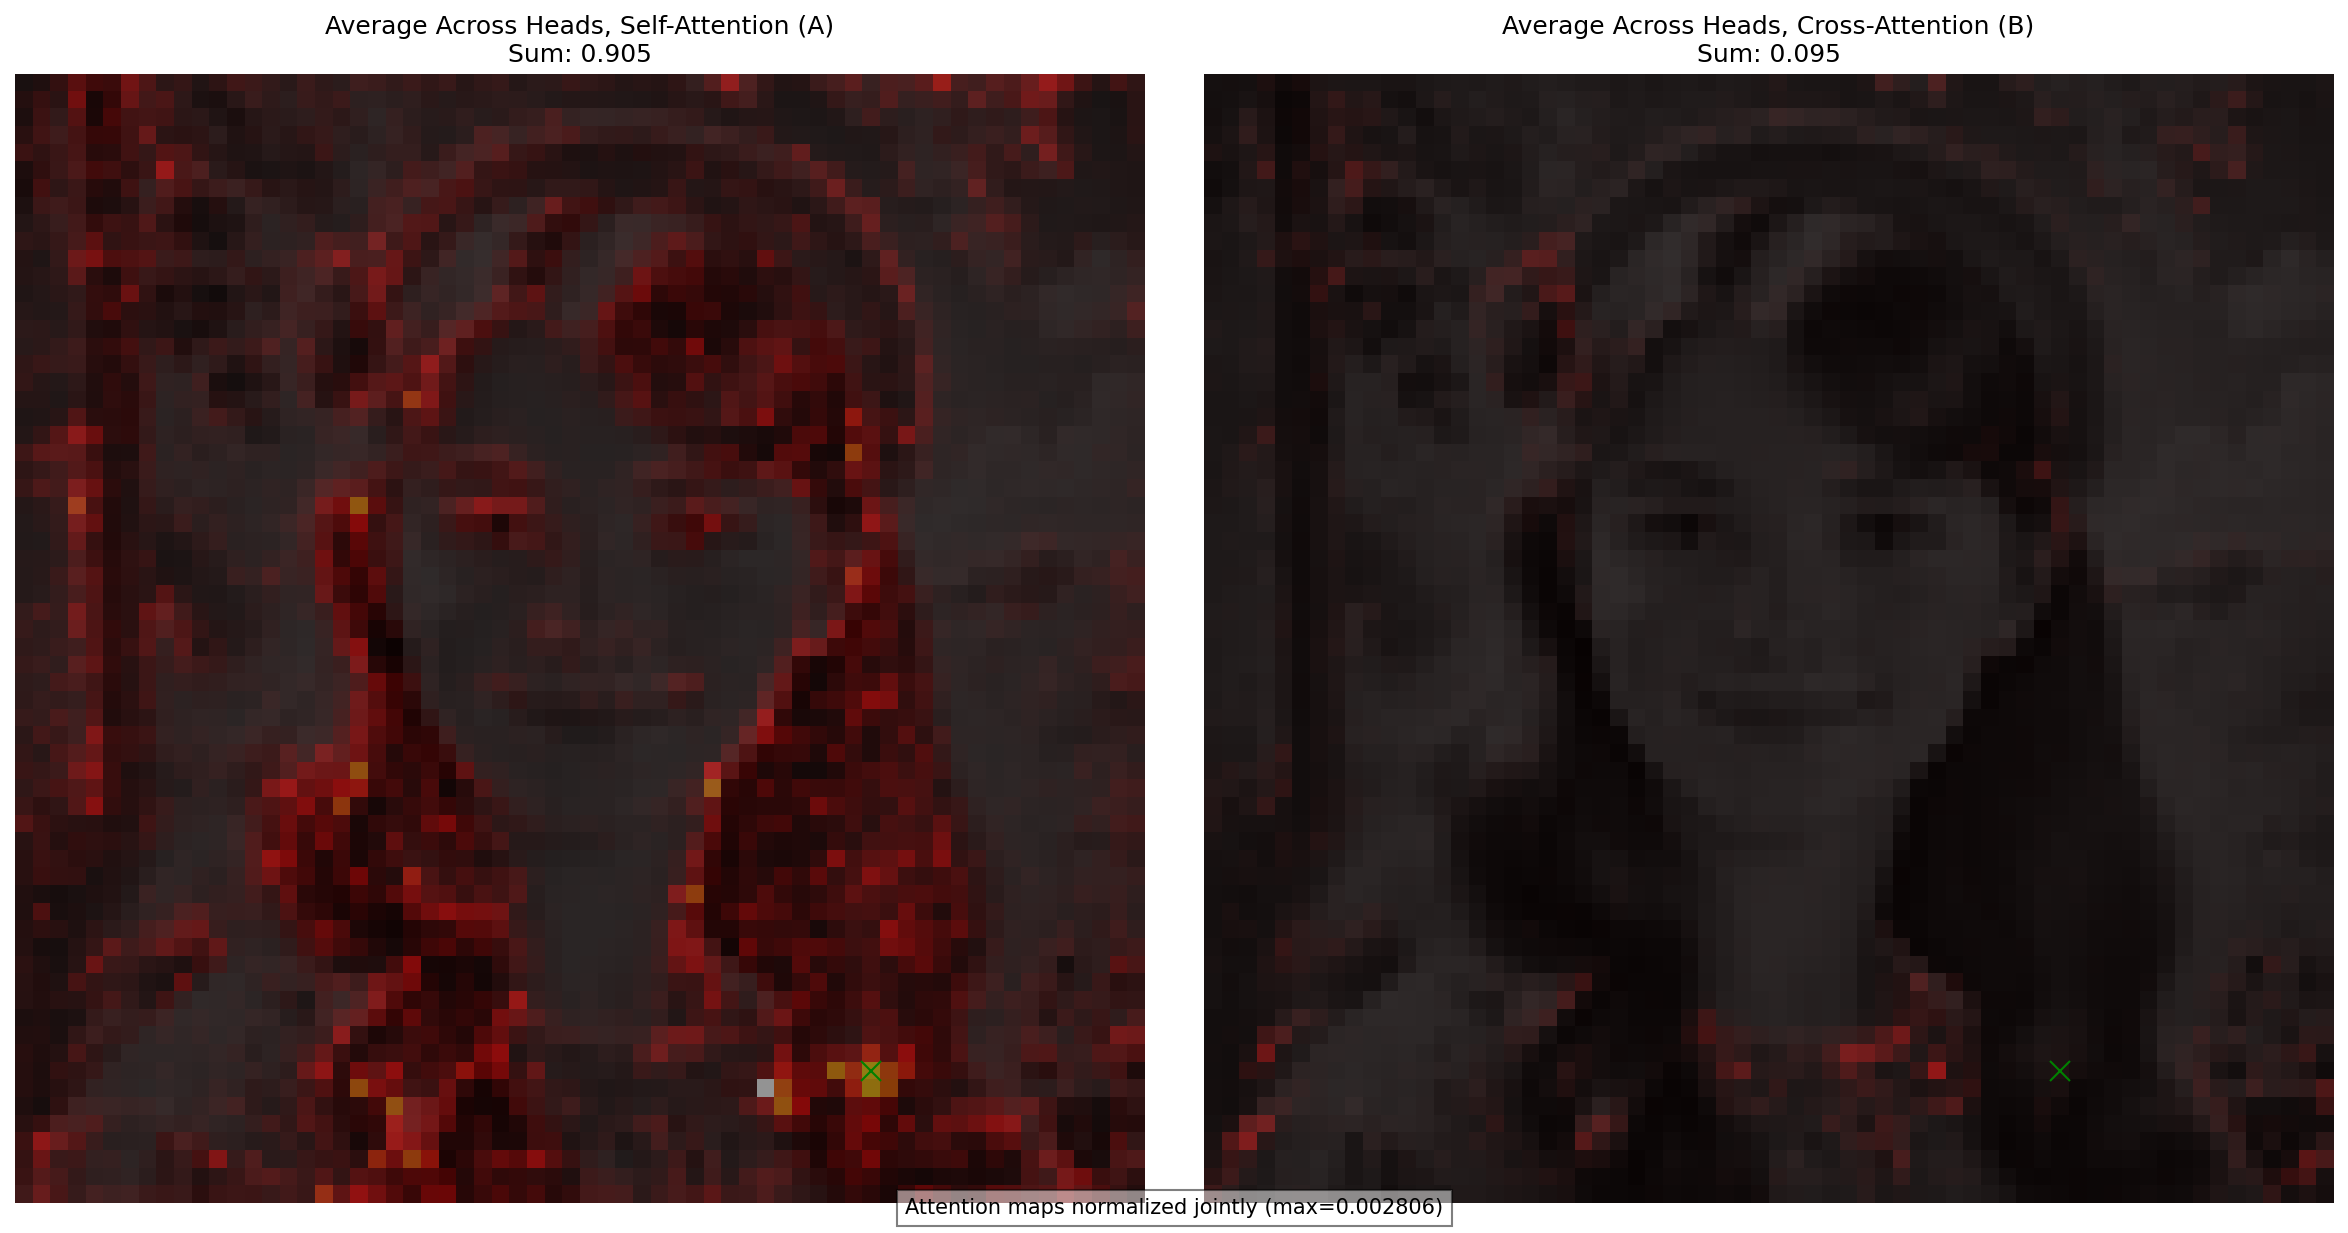 Average Across Heads, Self-Attention (A)
Sum: 0.905
Average Across Heads, Cross-Attention (B)
Sum: 0.095
Attention maps normalized jointly (max=0.002806)